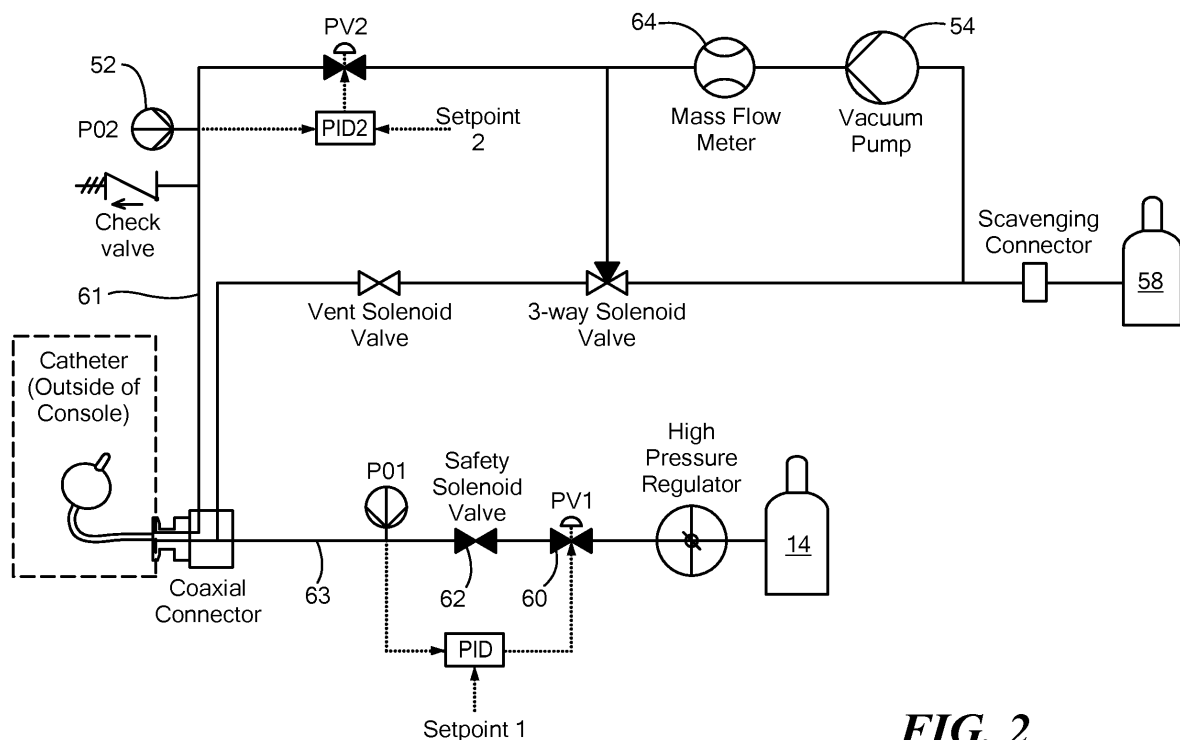 64
54
PV2
52
P02
PID2
Setpoint
2
Mass Flow
Meter
Vacuum
Pump
Check
valve
Scavenging
Connector
61
58
Vent Solenoid
Valve
3-way Solenoid
Valve
Catheter
(Outside of
Console)
P01
Safety
Solenoid
Valve
PV1
High
Pressure
Regulator
14
Coaxial
Connector
63
62
60
PID
Setpoint 1
FIG. 2